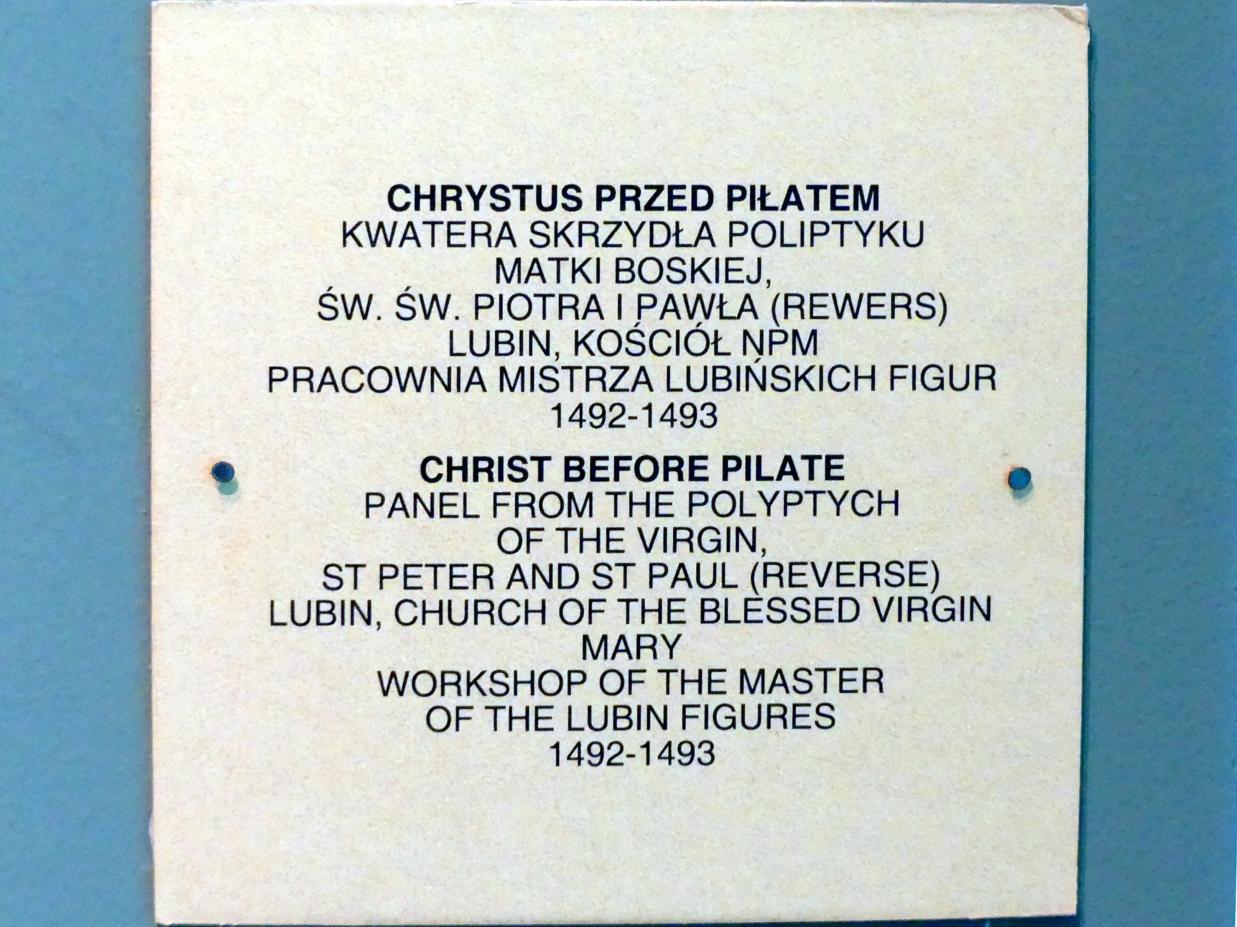 CHRYSTUS PRZED PIŁATEM
KWATERA SKRZYDŁA POLIPTYKU
MATKI BOSKIEJ,
ŚW. ŚW. PIOTRA I PAWŁA (REWERS)
LUBIN, KOŚCIÓŁ NPM
PRACOWNIA MISTRZA LUBIŃSKICH FIGUR
1492-1493
CHRIST BEFORE PILATE
PANEL FROM THE POLYPTYCH
OF THE VIRGIN,
ST PETER AND ST PAUL (REVERSE)
LUBIN, CHURCH OF THE BLESSED VIRGIN
MARY
WORKSHOP OF THE MASTER
OF THE LUBIN FIGURES
1492-1493